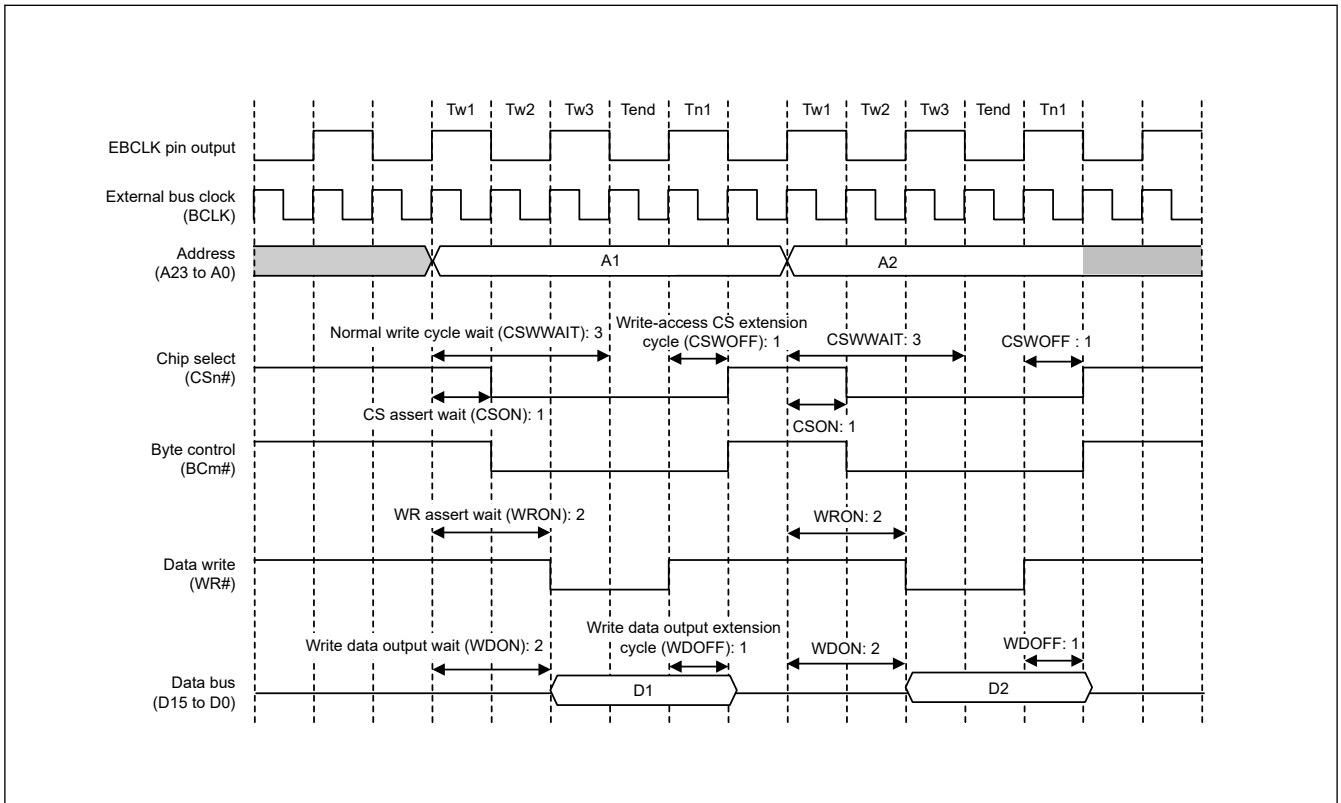 Tw1 Tw2 Tw3 Tend Tn1 Tw1 Tw2 Tw3 Tend Tn1
EBCLK pin output
External bus clock
(BCLK)
Address
(A23 to A0)
A1
A2
Normal write cycle wait (CSWWAIT): 3
Write-access CS extension
cycle (CSWOFF): 1
CSWWAIT: 3
CSWOFF : 1
Chip select
(CSn#)
CS assert wait (CSON): 1
CSON: 1
Byte control
(BCm#)
WR assert wait (WRON): 2
WRON: 2
Data write
(WR#)
Write data output wait (WDON): 2
Write data output extension
cycle (WDOFF): 1
WDON: 2
WDOFF: 1
Data bus
(D15 to D0)
D1
D2